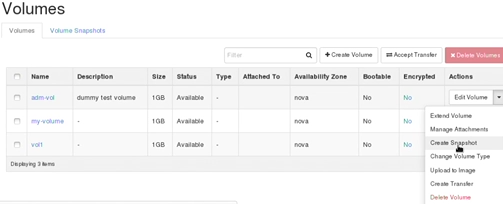 Volumes
Volumes Volume Snapshots
Filter + Create Volume Accept Transfer Delete Volumes
Name Description Size Status Type Attached To Availability Zone Bootable Encrypted Actions
adm-vol dummy test volume 1GB Available - nova No No Edit Volume
my-volume - 1GB Available - nova No No
vol1 - 1GB Available - nova No No
Displaying 3 items
Extend Volume
Manage Attachments
Create Snapshot
Change Volume Type
Upload to Image
Create Transfer
Delete Volume